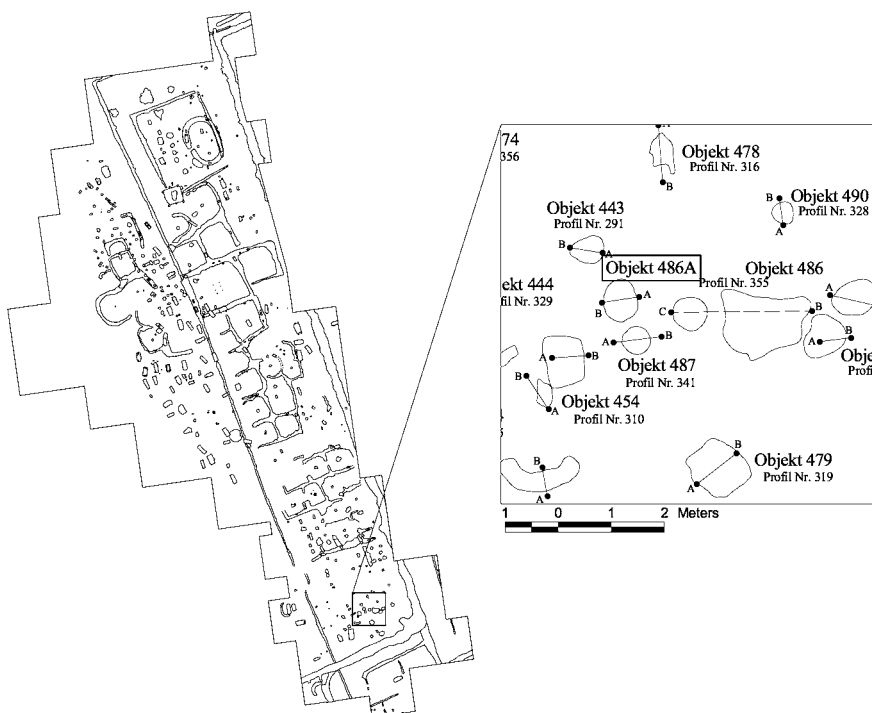 A
74
356
Objekt 478
Profil Nr. 316
B
B
Objekt 490
Profil Nr. 328
A
Objekt 443
Profil Nr. 291
B
A
Objekt 486A
Objekt 486
Profil Nr. 355
ekt 444
fil Nr. 329
A
B
C
B
A
A
B
Obje
Profil
A
B
Objekt 487
Profil Nr. 341
A
B
B
A
Objekt 454
Profil Nr. 310
B
A
B
A
Objekt 479
Profil Nr. 319
1 0 1 2 Meters